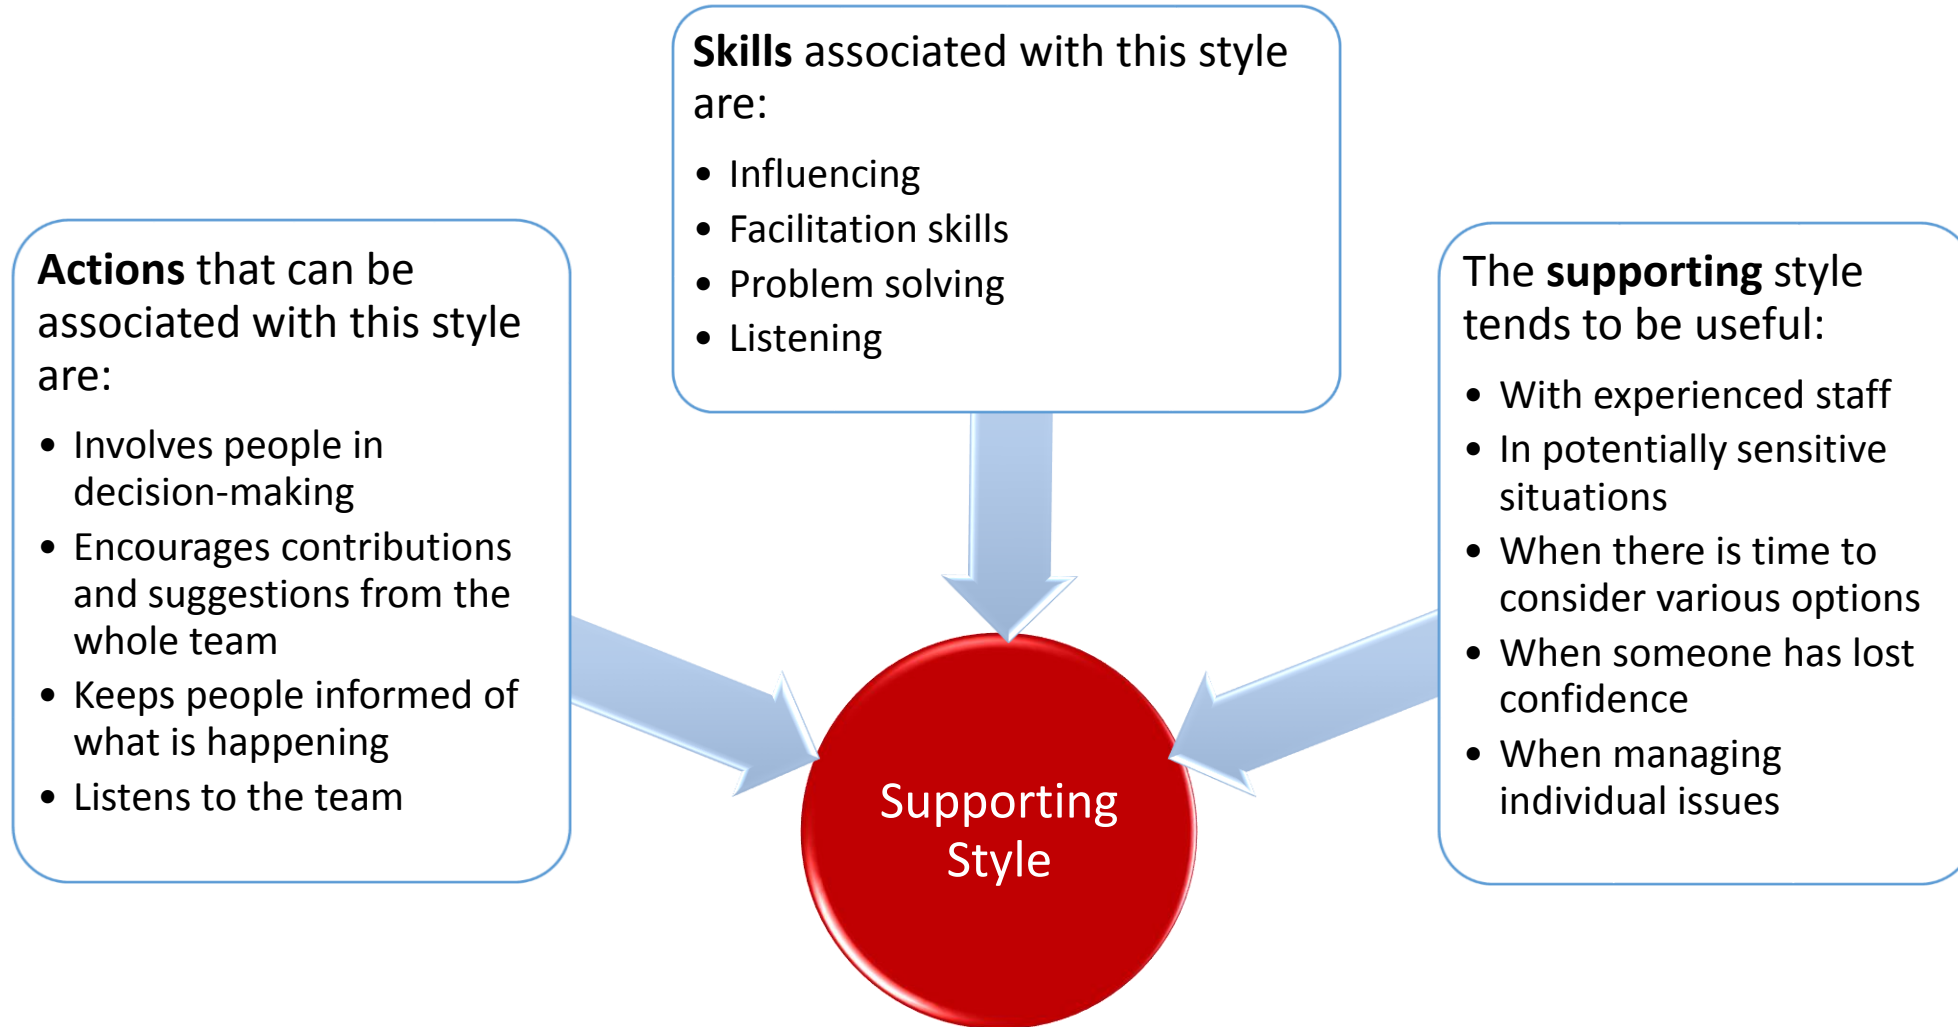 Skills associated with this style
are:
• Influencing
• Facilitation skills
• Problem solving
• Listening
Actions that can be
associated with this style
are:
• Involves people in
decision-making
• Encourages contributions
and suggestions from the
whole team
• Keeps people informed of
what is happening
• Listens to the team
The supporting style
tends to be useful:
• With experienced staff
• In potentially sensitive
situations
• When there is time to
consider various options
• When someone has lost
confidence
• When managing
individual issues
Supporting
Style